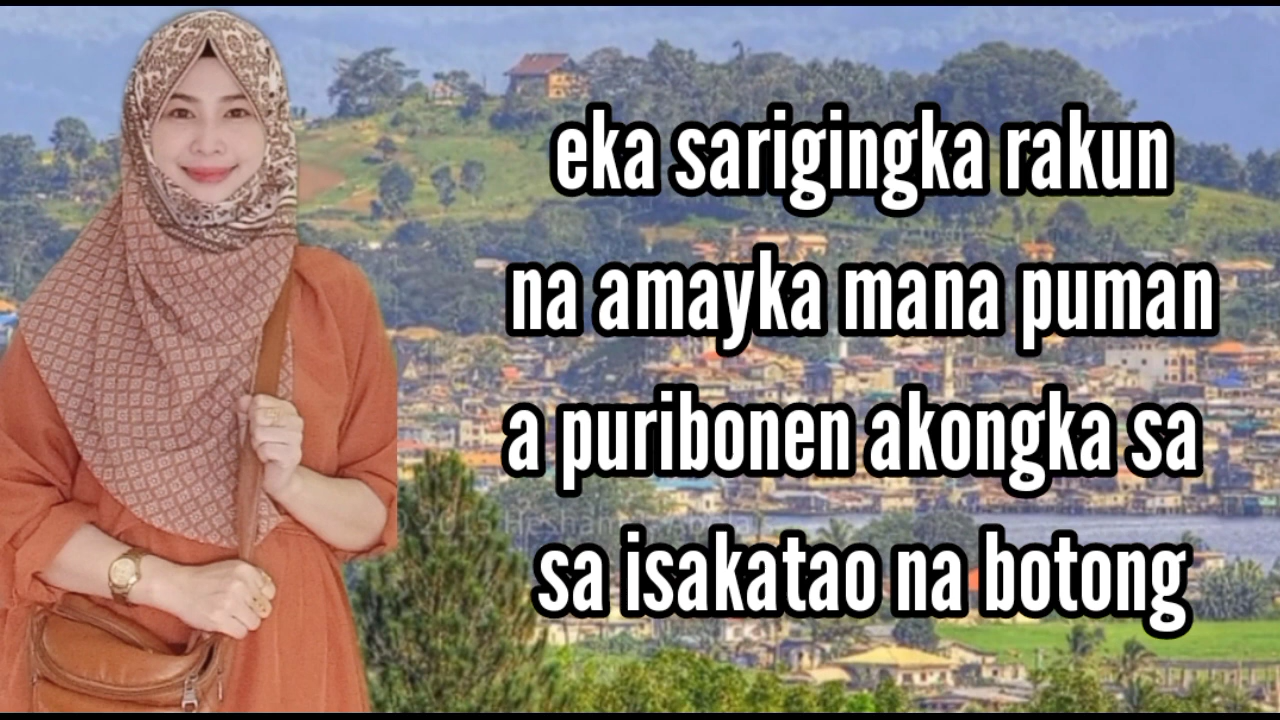 eka sarigingka rakun
na amayka mana puman
a puribonen akongka sa
sa isakatao na botong